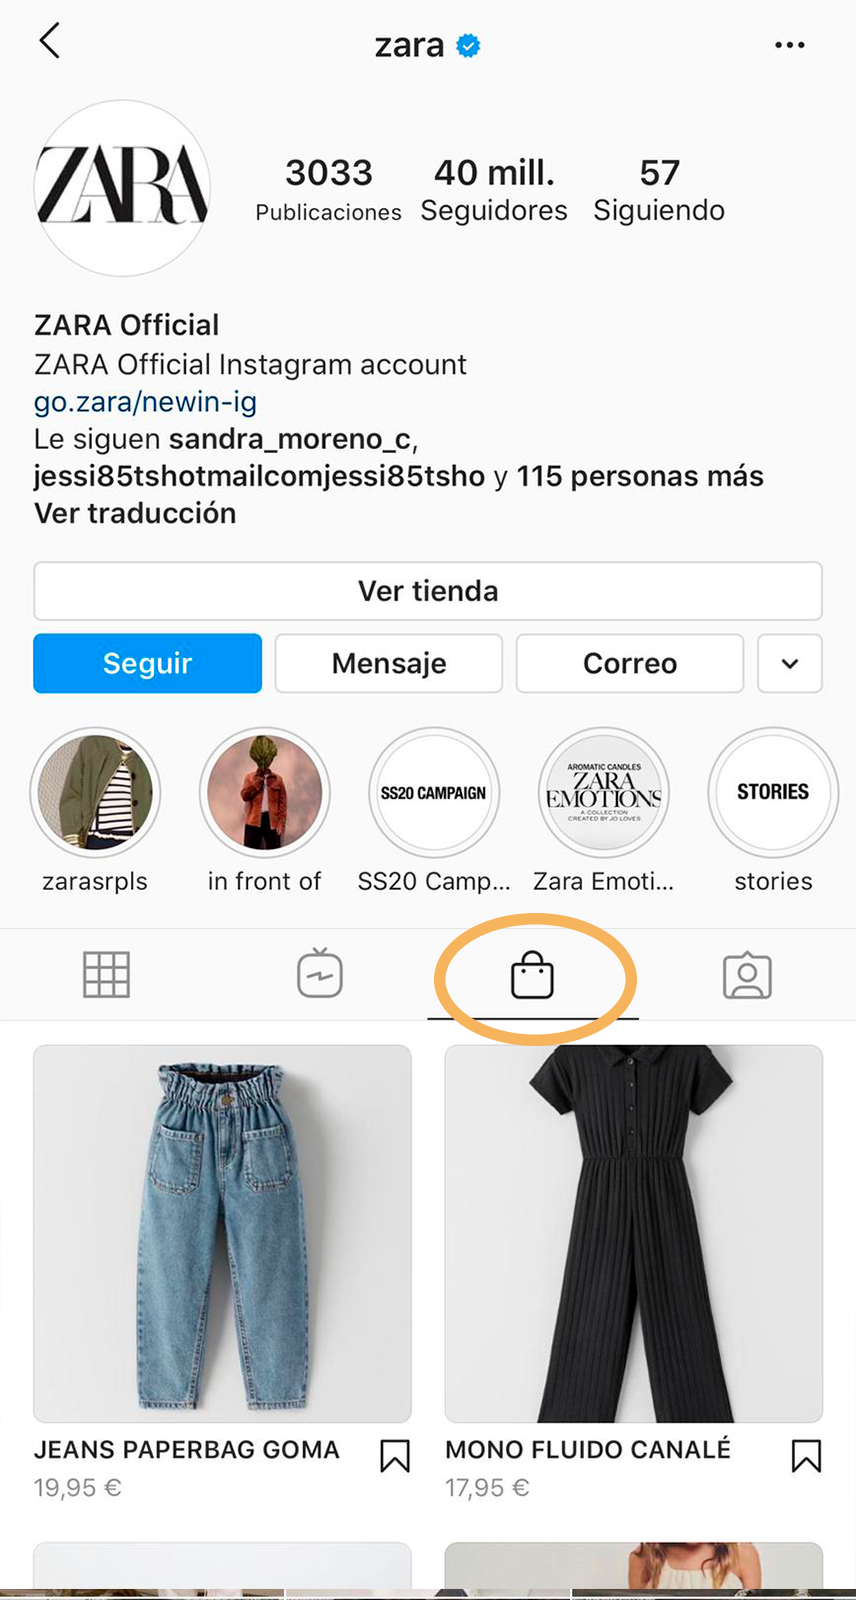 zara
ZARA
3033
40 mill.
57
Publicaciones
Seguidores
Siguiendo
ZARA Official
ZARA Official Instagram account
go.zara/newin-ig
Le siguen sandra_moreno_c,
jessi85tshotmailcomjessi85tsho y 115 personas más
Ver traducción
Ver tienda
Seguir
Mensaje
Correo
SS20 CAMPAIGN
AROMATIC CANDLES
ZARA
EMOTIONS
A COLLECTION
CREATED BY JO LOVES
STORIES
zarasrpls
in front of
SS20 Camp...
Zara Emoti...
stories
JEANS PAPERBAG GOMA
MONO FLUIDO CANALÉ
19,95 €
17,95 €